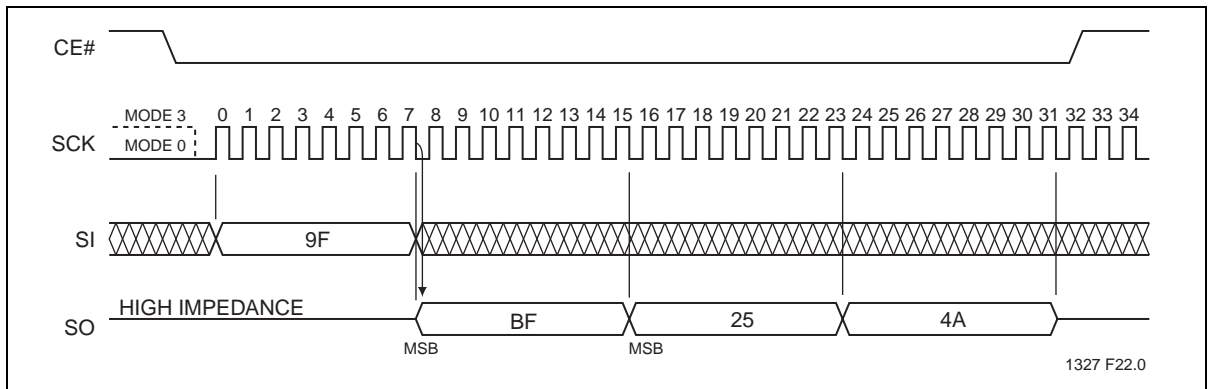 CE#
MODE 3
0 1 2 3 4 5 6 7 8 9 10 11 12 13 14 15 16 17 18 19 20 21 22 23 24 25 26 27 28 29 30 31 32 33 34
SCK
MODE 0
SI
9F
HIGH IMPEDANCE
SO
BF
25
4A
MSB
MSB
1327 F22.0